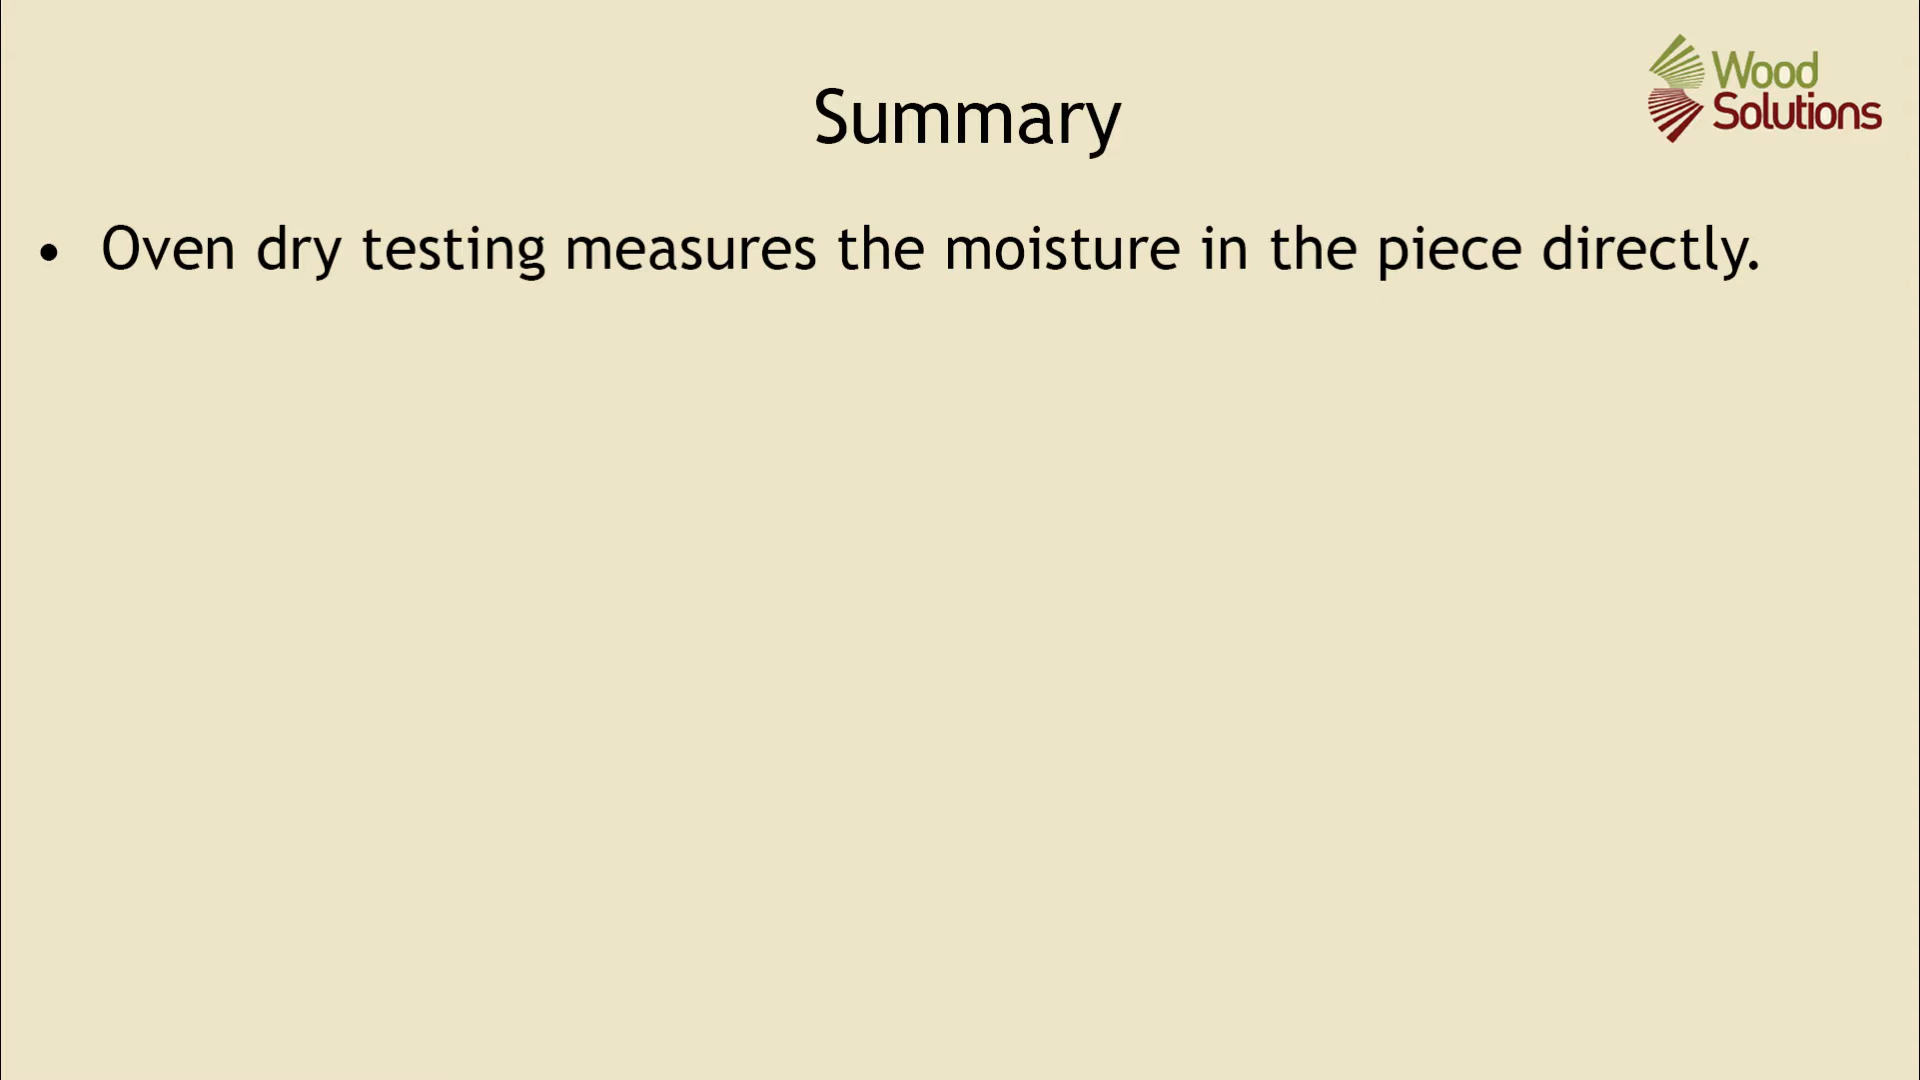 Wood
Solutions
Summary
• Oven dry testing measures the moisture in the piece directly.